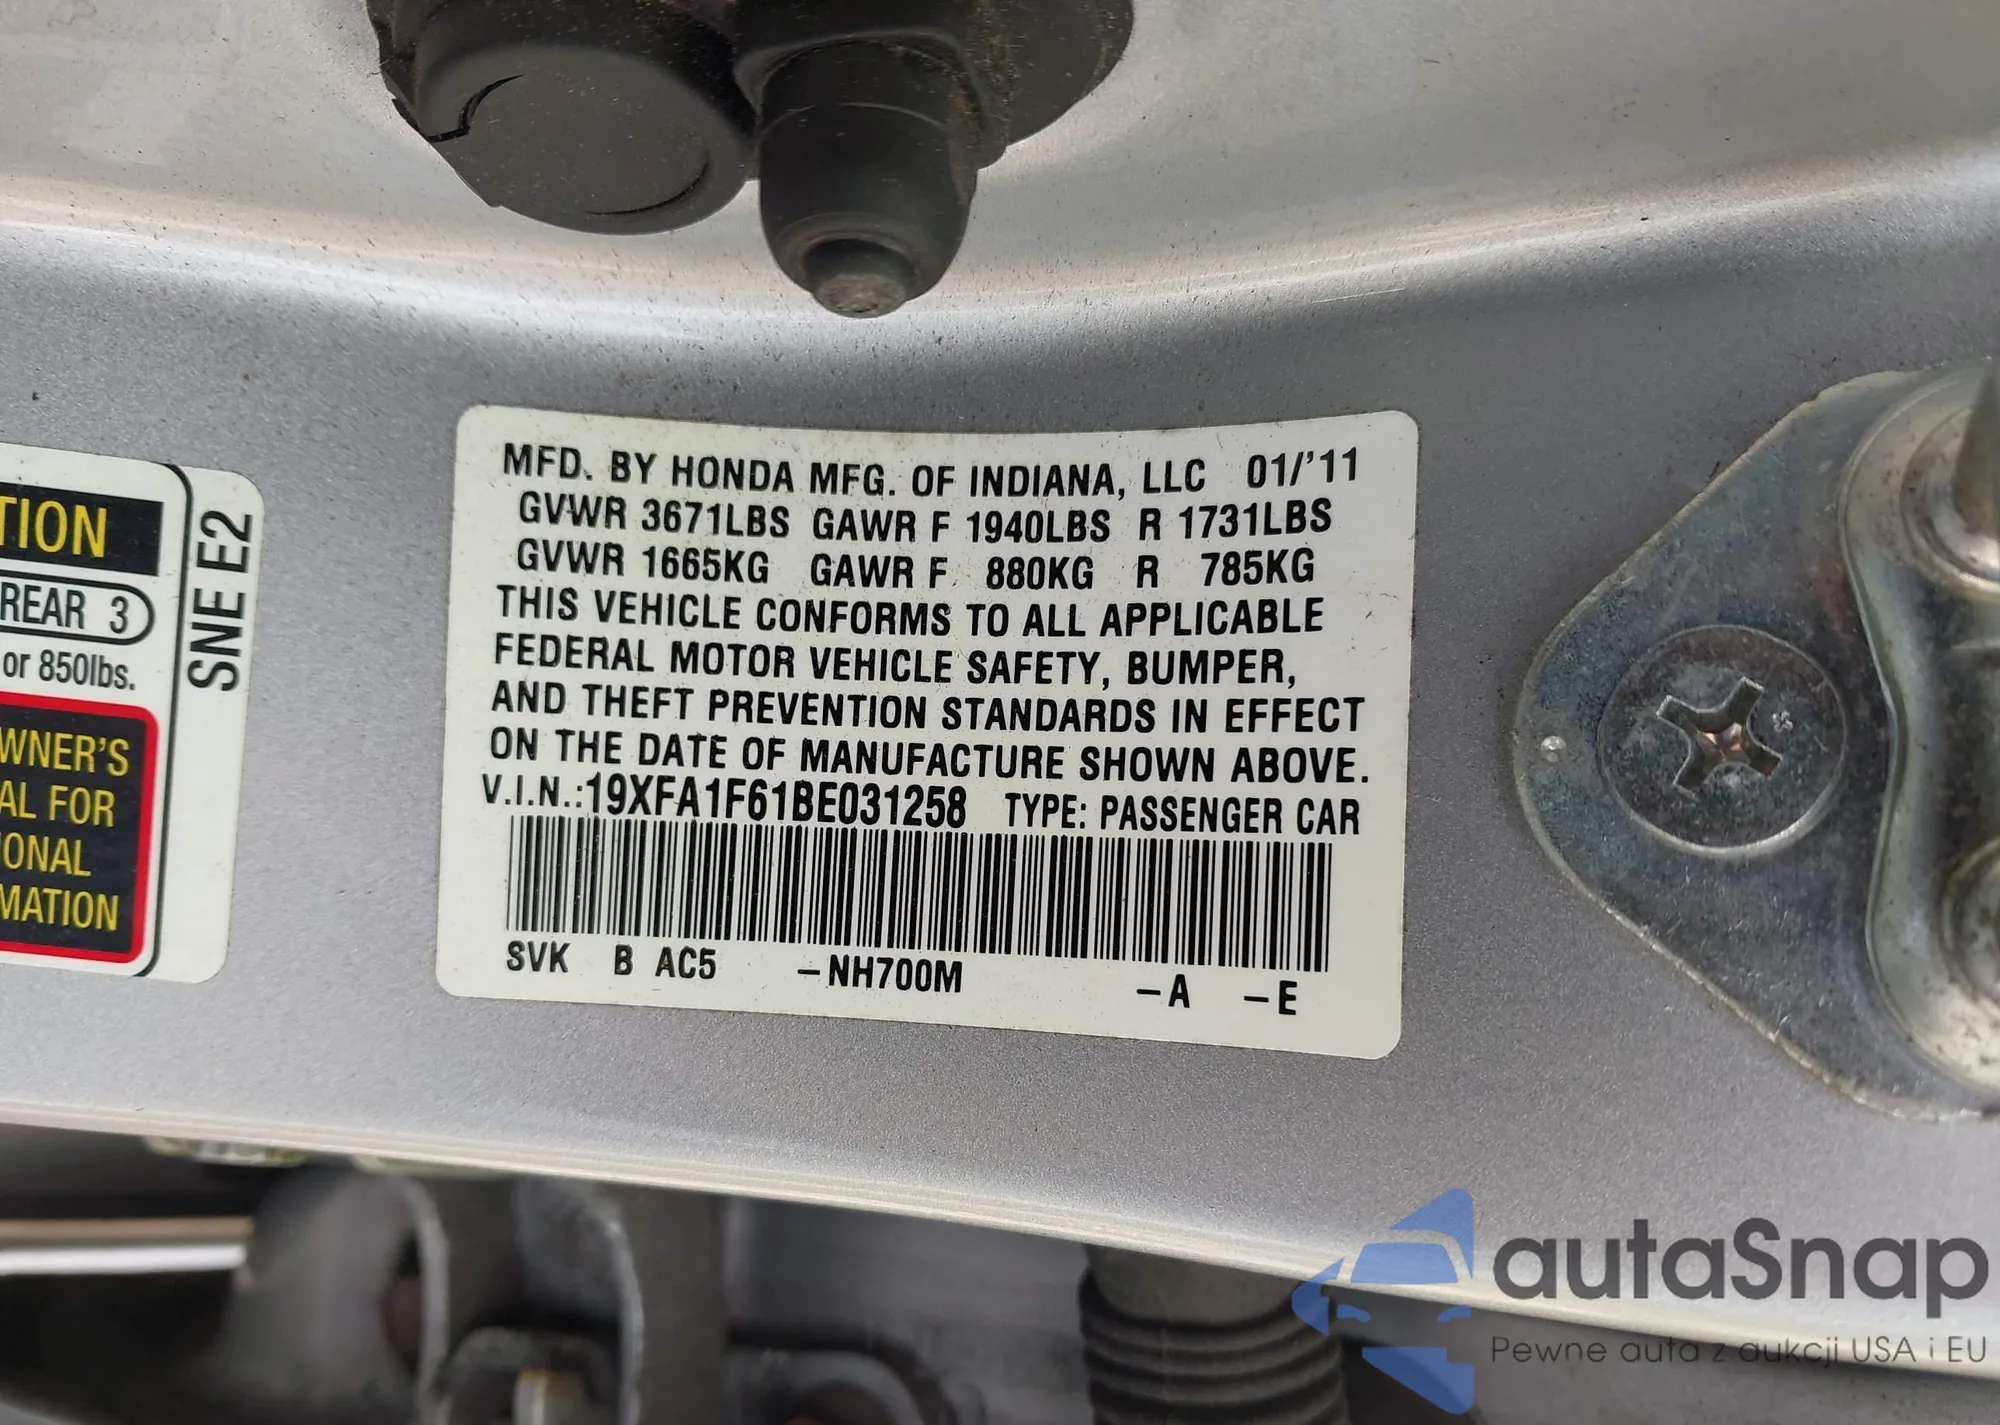 TION
REAR 3
or 850lbs.
WNER'S
AL FOR
IONAL
MATION
SNE E2
MFD. BY HONDA MFG. OF INDIANA, LLC 01/'11
GVWR 3671LBS GAWR F 1940LBS R 1731LBS
GVWR 1665KG GAWR F 880KG R 785KG
THIS VEHICLE CONFORMS TO ALL APPLICABLE
FEDERAL MOTOR VEHICLE SAFETY, BUMPER,
AND THEFT PREVENTION STANDARDS IN EFFECT
ON THE DATE OF MANUFACTURE SHOWN ABOVE.
V.I.N.:19XFA1F61BE031258 TYPE: PASSENGER CAR
SVK B AC5 –NH700M –A –E
autaSnap
Pewne auta z aukcji USA i EU